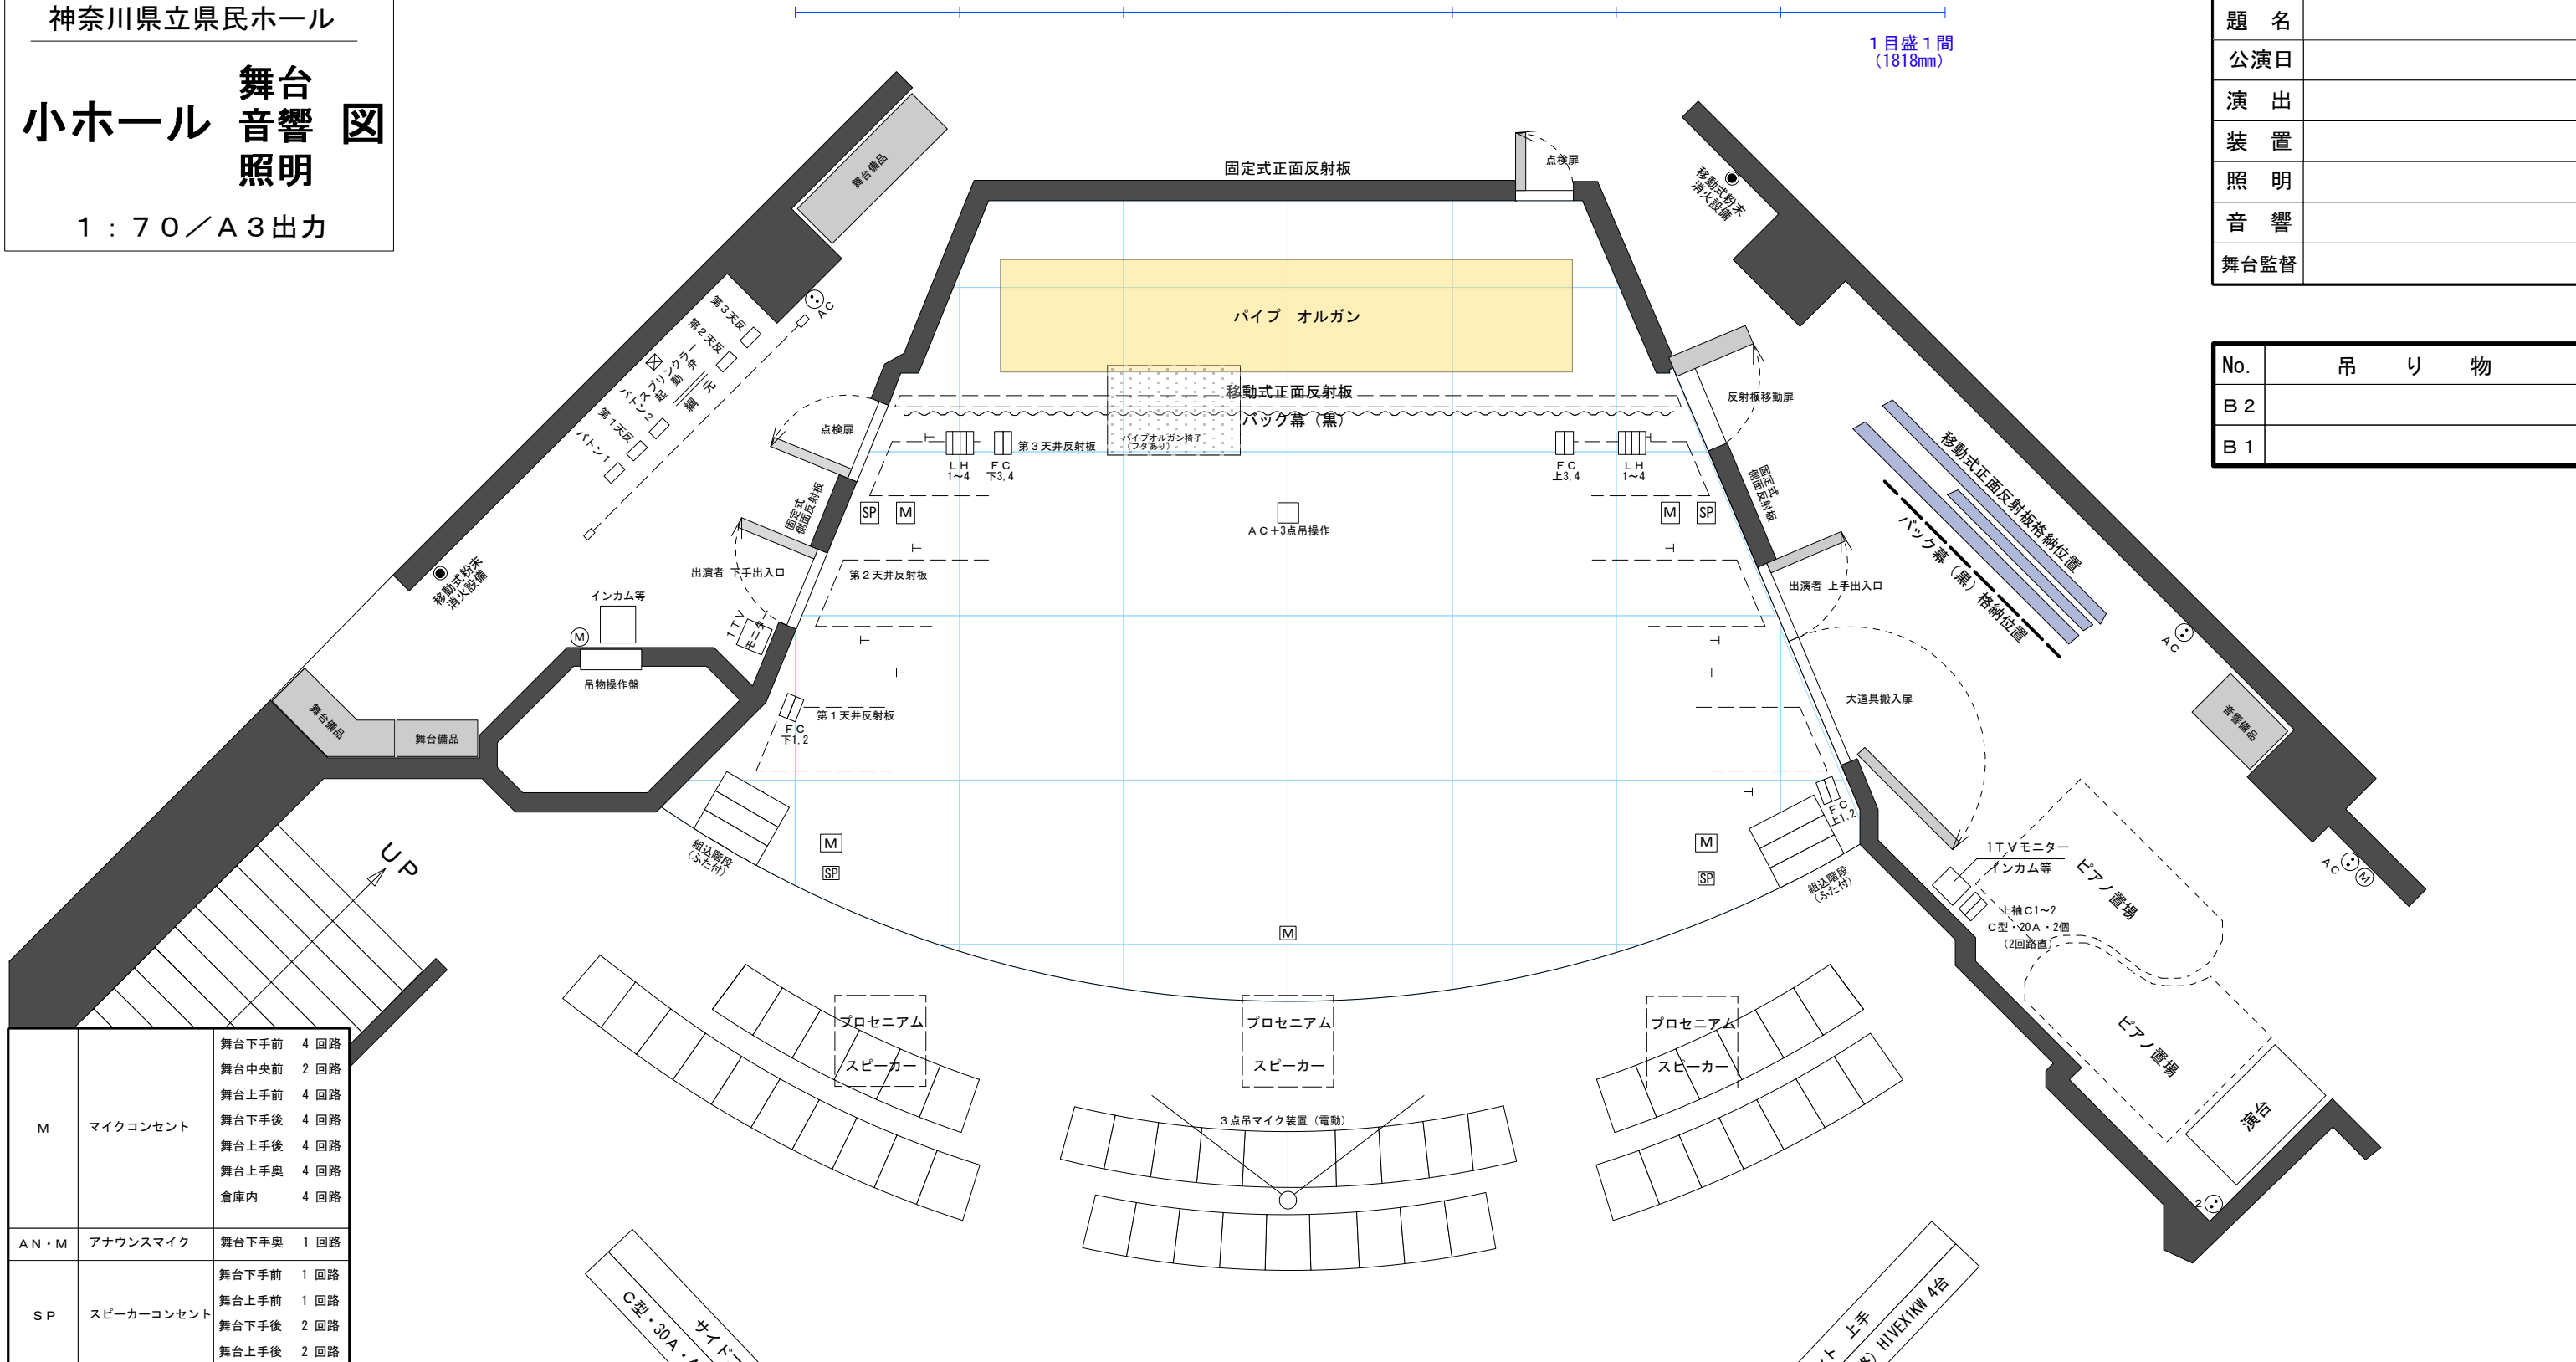 神奈川県立県民ホール
小ホール 舞台 音響 照明 図
１：７０／Ａ３出力
１目盛１間
(1818mm)
題　名
公演日
演　出
装　置
照　明
音　響
舞台監督
No.　吊　り　物
Ｂ２
Ｂ１
固定式正面反射板
点検扉
舞台備品
移動式粉末
消火設備
ＡＣ
第３天反
第２天反
スプリンクラー
起動弁
綱元
バトン２
第１天反
バトン１
パイプ　オルガン
移動式正面反射板
バック幕（黒）
パイプオルガン椅子
（フタあり）
反射板移動扉
点検扉
ＬＨ
1～4
ＦＣ
下3,4
第３天井反射板
ＦＣ
上3,4
ＬＨ
1～4
固定式
側面反射板
SP
M
ＡＣ＋3点吊操作
M
SP
固定式
側面反射板
移動式正面反射板格納位置
バック幕（黒）格納位置
出演者 下手出入口
第２天井反射板
出演者 上手出入口
移動式粉末
消火設備
インカム等
M
１ＴＶ
モニター
吊物操作盤
ＡＣ
舞台備品
舞台備品
ＦＣ
下1,2
第１天井反射板
大道具搬入扉
音響備品
ＦＣ
上1,2
組込階段
（ふた付）
M
SP
M
SP
組込階段
（ふた付）
M
１ＴＶモニター
インカム等
上袖Ｃ1～2
Ｃ型・20Ａ・2個
（2回路直）
ピアノ置場
ピアノ置場
ＡＣ
M
演台
2
ＵＰ
プロセニアム
スピーカー
プロセニアム
スピーカー
プロセニアム
スピーカー
３点吊マイク装置（電動）
Ｍ　マイクコンセント
舞台下手前　4 回路
舞台中央前　2 回路
舞台上手前　4 回路
舞台下手後　4 回路
舞台上手後　4 回路
舞台上手奥　4 回路
倉庫内　4 回路
ＡＮ・Ｍ　アナウンスマイク　舞台下手奥　1 回路
ＳＰ　スピーカーコンセント
舞台下手前　1 回路
舞台上手前　1 回路
舞台下手後　2 回路
舞台上手後　2 回路
サイド
Ｃ型・30Ａ・
上手
HIVEX1KW 4台